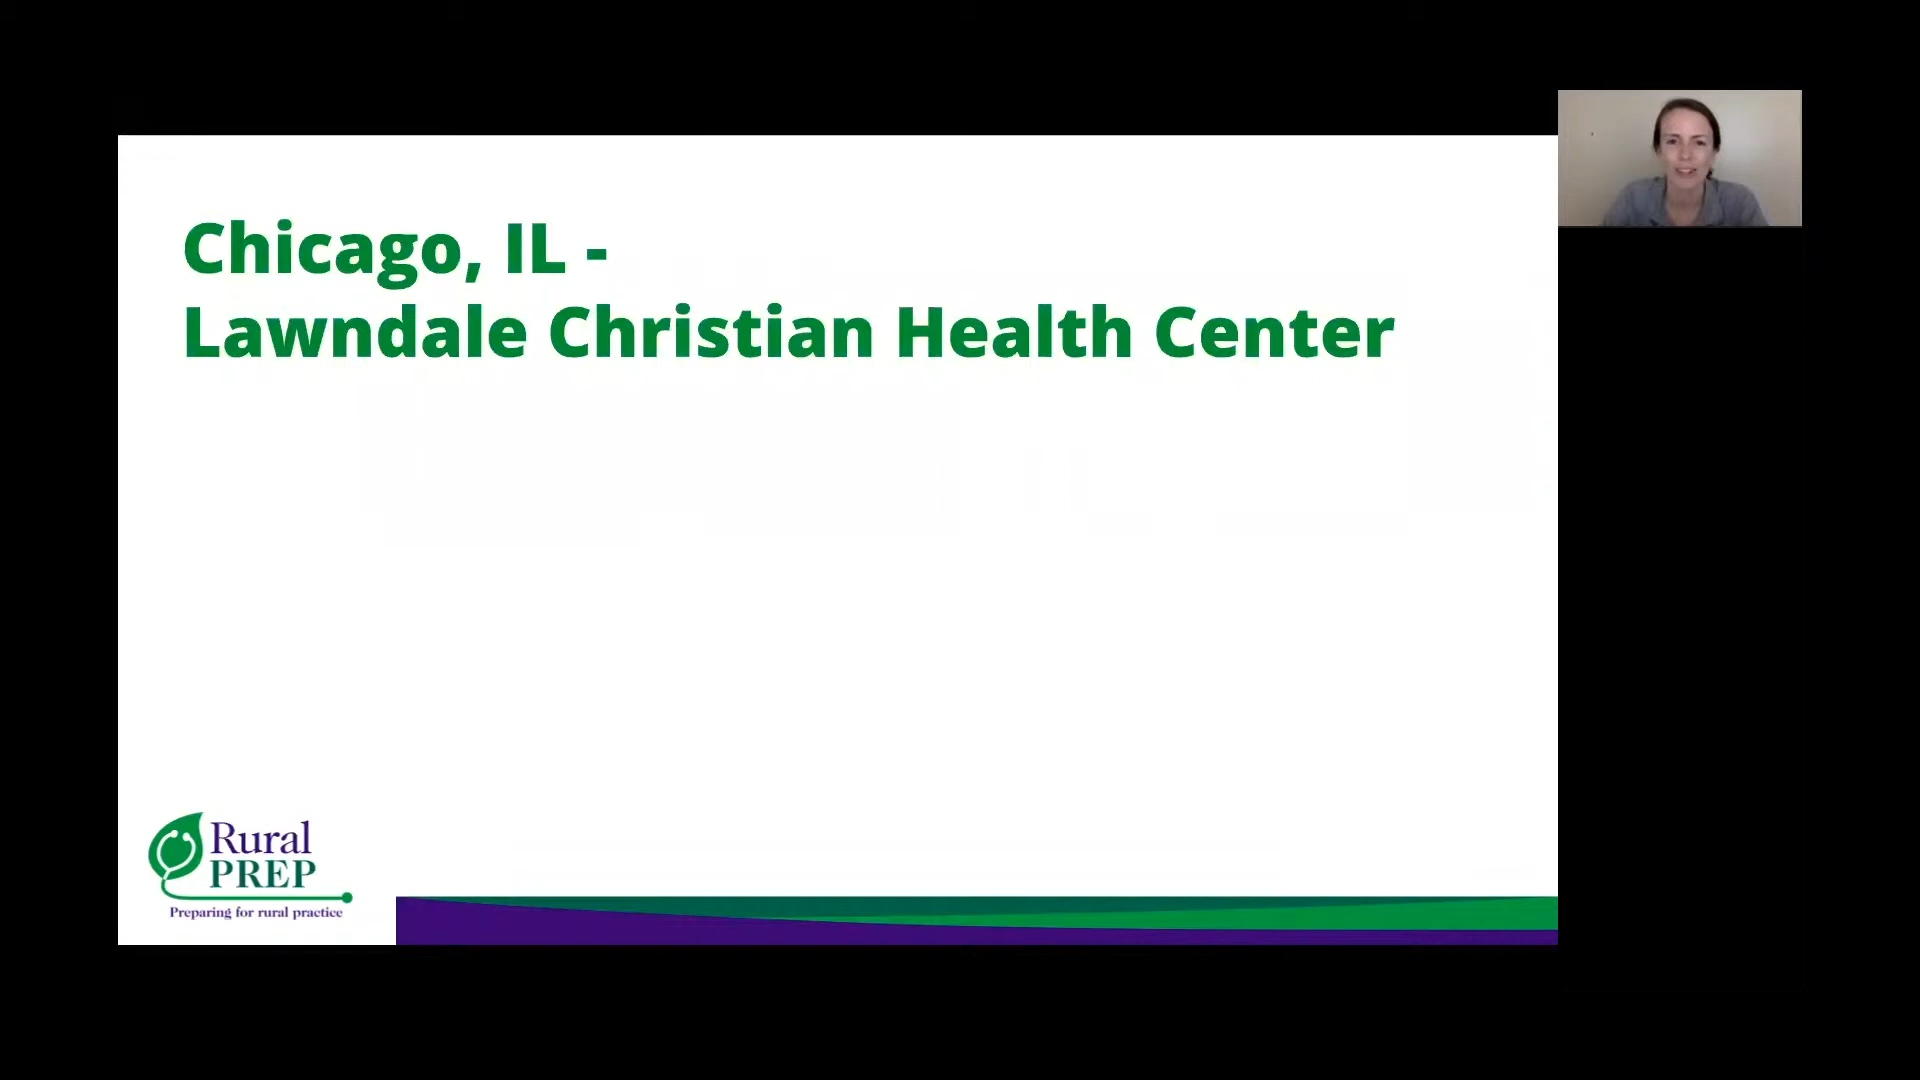 Chicago, IL -
Lawndale Christian Health Center
Rural
PREP
Preparing for rural practice